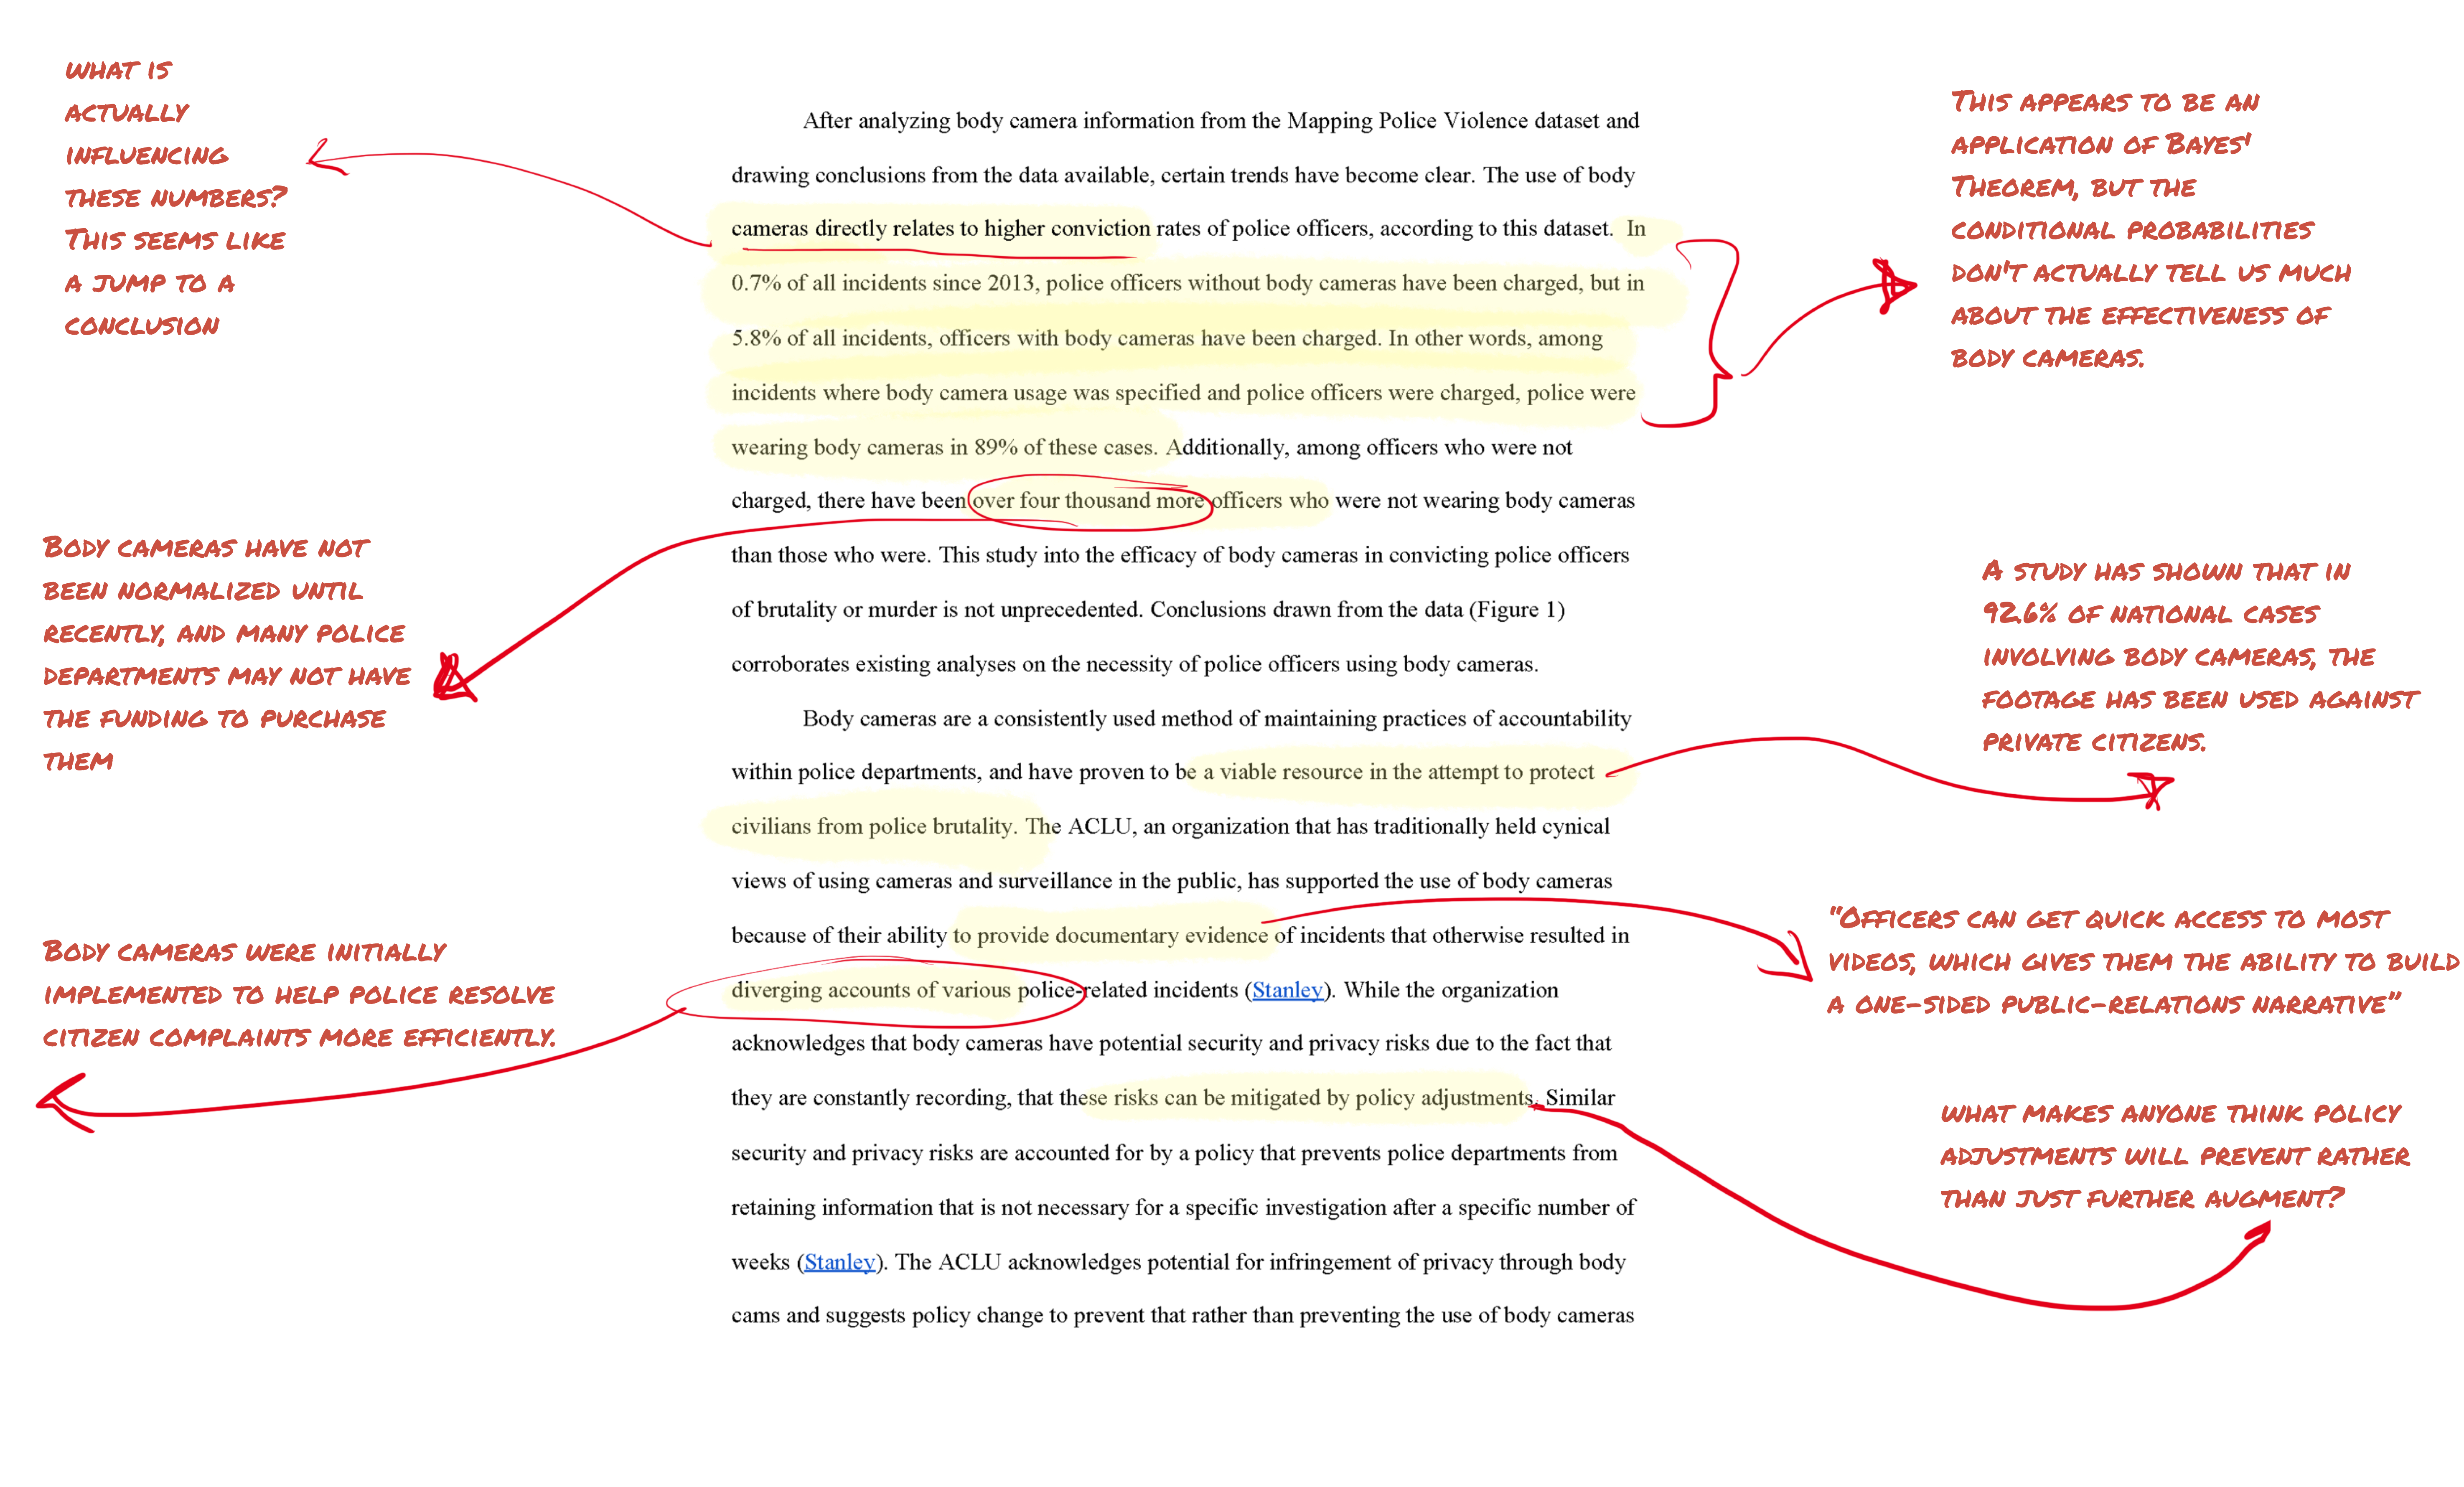 WHAT IS
ACTUALLY
INFLUENCING
THESE NUMBERS?
THIS SEEMS LIKE
A JUMP TO A
CONCLUSION
BODY CAMERAS HAVE NOT
BEEN NORMALIZED UNTIL
RECENTLY, AND MANY POLICE
DEPARTMENTS MAY NOT HAVE
THE FUNDING TO PURCHASE
THEM
BODY CAMERAS WERE INITIALLY
IMPLEMENTED TO HELP POLICE RESOLVE
CITIZEN COMPLAINTS MORE EFFICIENTLY.
After analyzing body camera information from the Mapping Police Violence dataset and
drawing conclusions from the data available, certain trends have become clear. The use of body
cameras directly relates to higher conviction rates of police officers, according to this dataset. In
0.7% of all incidents since 2013, police officers without body cameras have been charged, but in
5.8% of all incidents, officers with body cameras have been charged. In other words, among
incidents where body camera usage was specified and police officers were charged, police were
wearing body cameras in 89% of these cases. Additionally, among officers who were not
charged, there have been over four thousand more officers who were not wearing body cameras
than those who were. This study into the efficacy of body cameras in convicting police officers
of brutality or murder is not unprecedented. Conclusions drawn from the data (Figure 1)
corroborates existing analyses on the necessity of police officers using body cameras.
Body cameras are a consistently used method of maintaining practices of accountability
within police departments, and have proven to be a viable resource in the attempt to protect
civilians from police brutality. The ACLU, an organization that has traditionally held cynical
views of using cameras and surveillance in the public, has supported the use of body cameras
because of their ability to provide documentary evidence of incidents that otherwise resulted in
diverging accounts of various police-related incidents (Stanley). While the organization
acknowledges that body cameras have potential security and privacy risks due to the fact that
they are constantly recording, that these risks can be mitigated by policy adjustments. Similar
security and privacy risks are accounted for by a policy that prevents police departments from
retaining information that is not necessary for a specific investigation after a specific number of
weeks (Stanley). The ACLU acknowledges potential for infringement of privacy through body
cams and suggests policy change to prevent that rather than preventing the use of body cameras
THIS APPEARS TO BE AN
APPLICATION OF BAYES'
THEOREM, BUT THE
CONDITIONAL PROBABILITIES
DON'T ACTUALLY TELL US MUCH
ABOUT THE EFFECTIVENESS OF
BODY CAMERAS.
A STUDY HAS SHOWN THAT IN
92.6% OF NATIONAL CASES
INVOLVING BODY CAMERAS, THE
FOOTAGE HAS BEEN USED AGAINST
PRIVATE CITIZENS.
"OFFICERS CAN GET QUICK ACCESS TO MOST
VIDEOS, WHICH GIVES THEM THE ABILITY TO BUILD
A ONE-SIDED PUBLIC-RELATIONS NARRATIVE"
WHAT MAKES ANYONE THINK POLICY
ADJUSTMENTS WILL PREVENT RATHER
THAN JUST FURTHER AUGMENT?